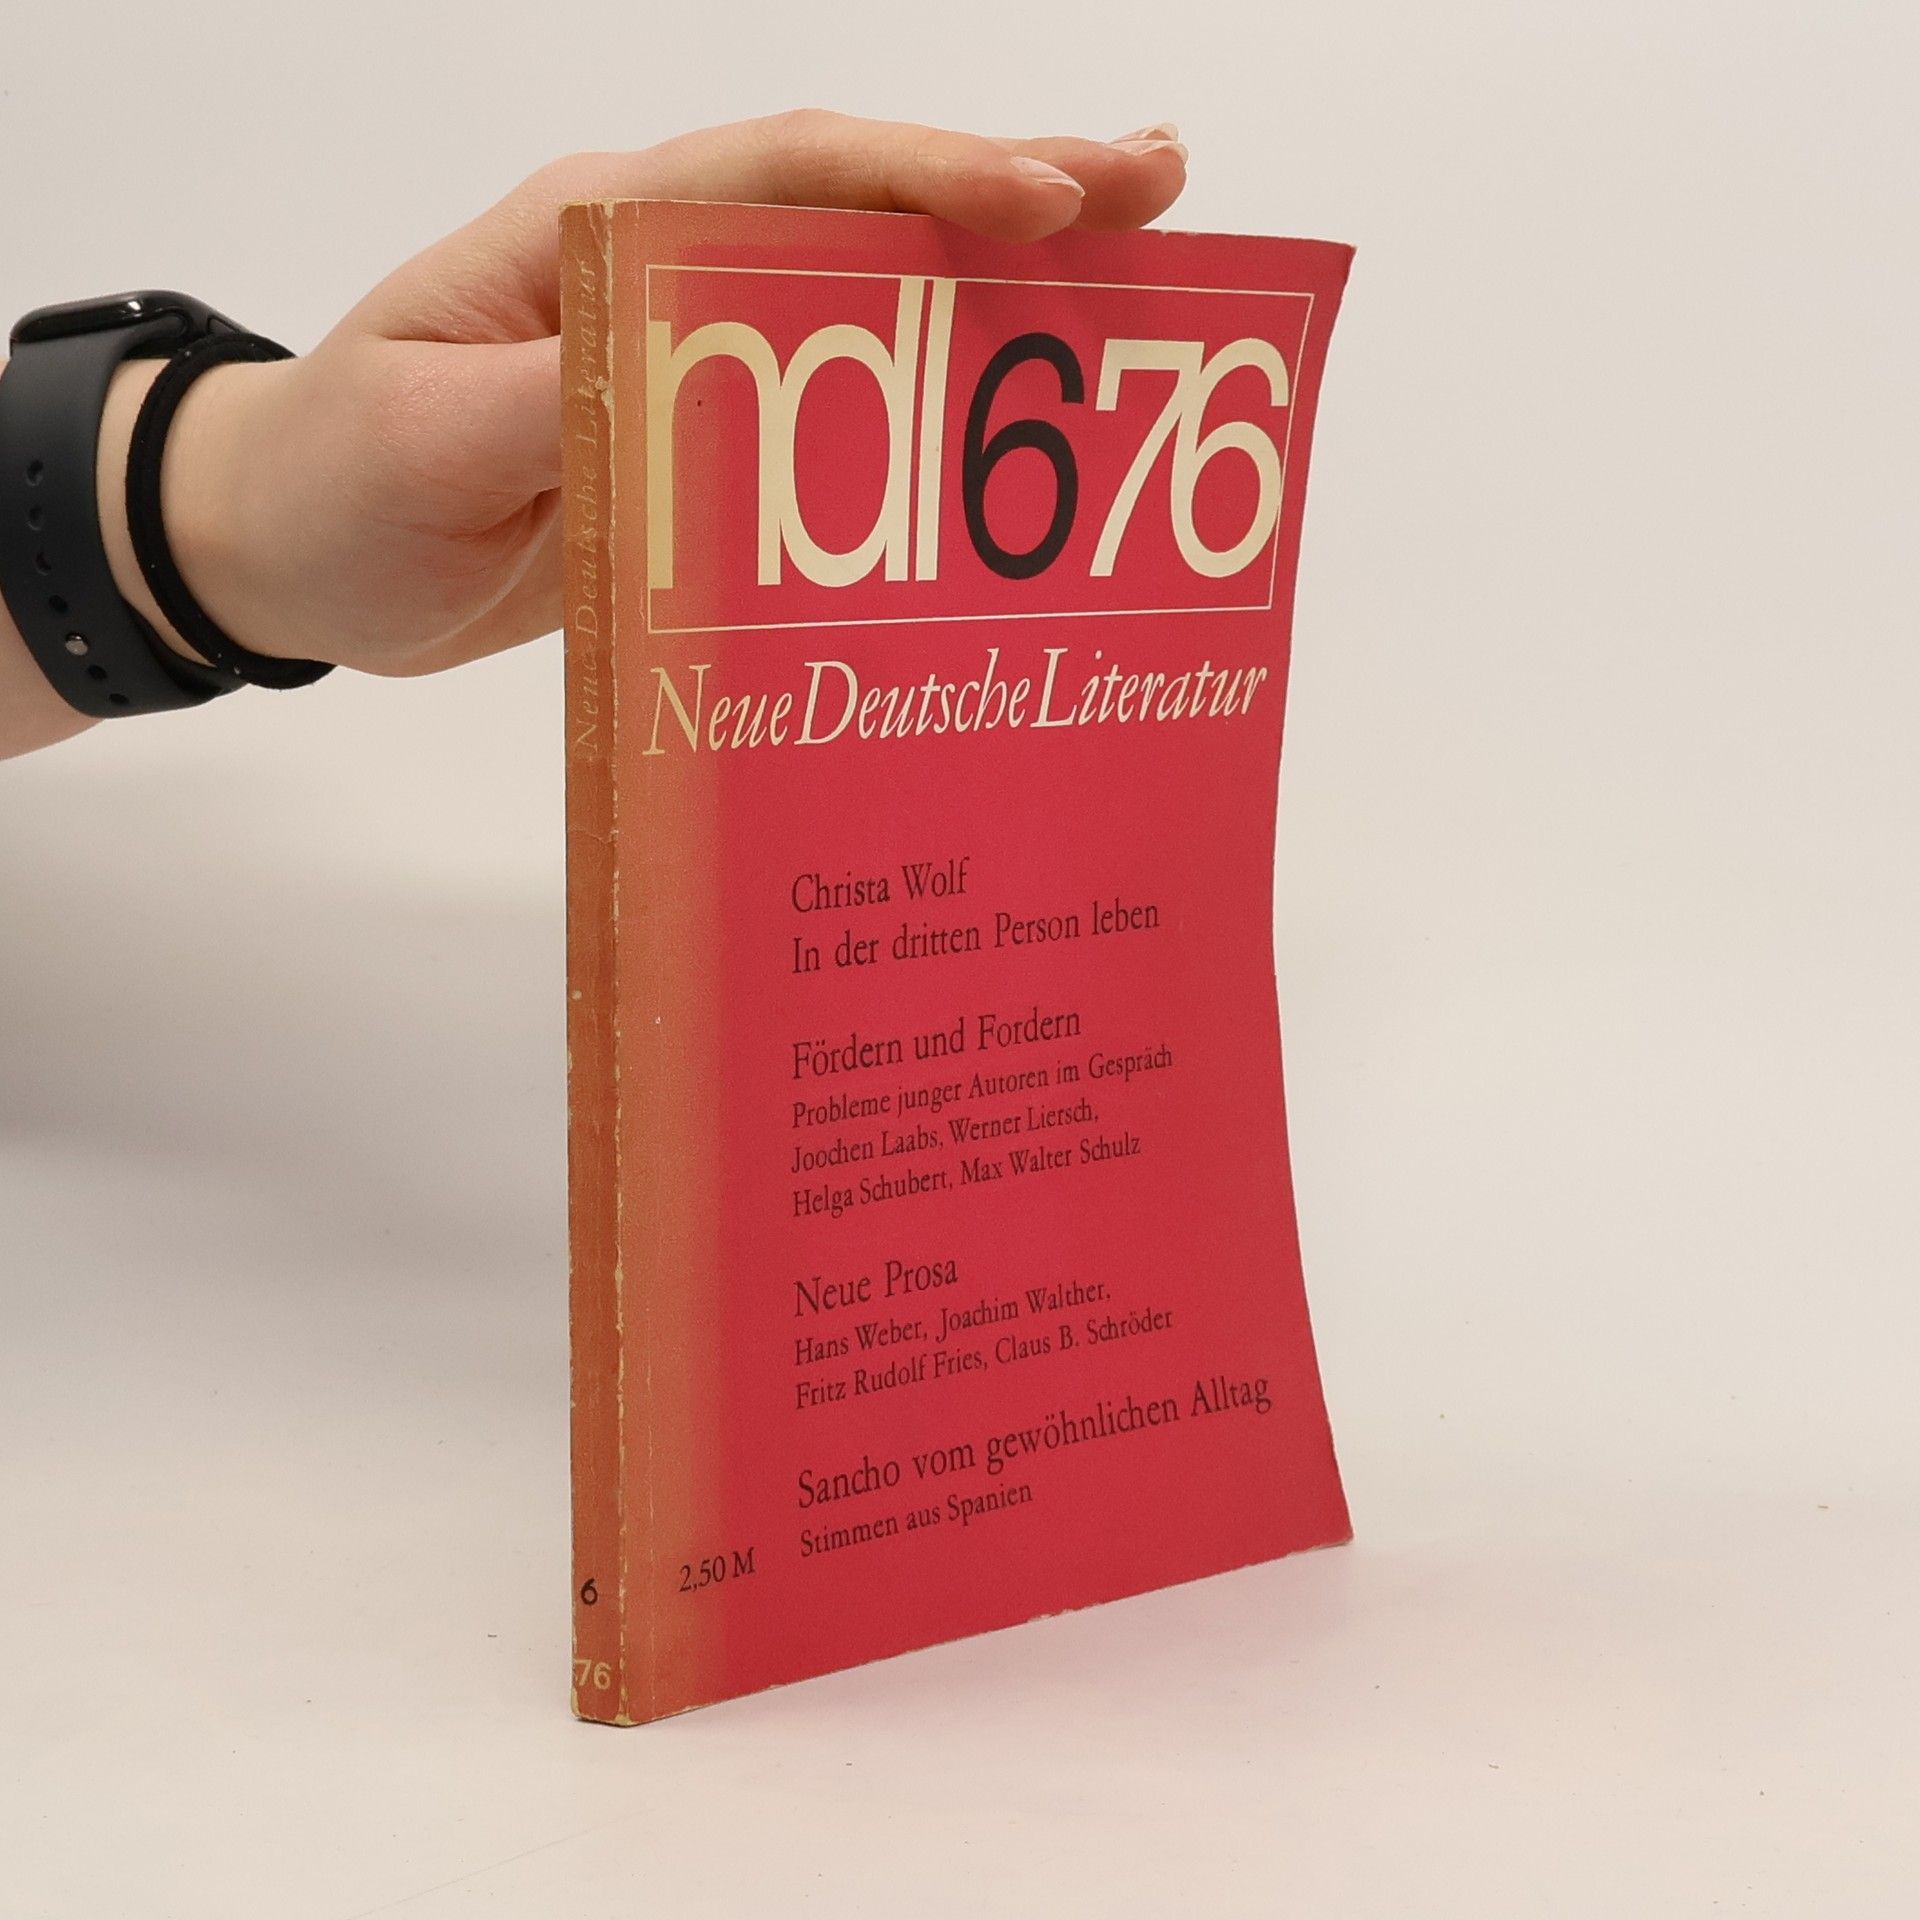 ndl 6 76
Neue Deutsche Literatur
Christa Wolf
In der dritten Person leben
Fördern und Fordern
Probleme junger Autoren im Gespräch
Joochen Laabs, Werner Liersch,
Helga Schubert, Max Walter Schulz
Neue Prosa
Hans Weber, Joachim Walther,
Fritz Rudolf Fries, Claus B. Schröder
Sancho vom gewöhnlichen Alltag
Stimmen aus Spanien
2,50 M
Neue Deutsche Literatur
6
76